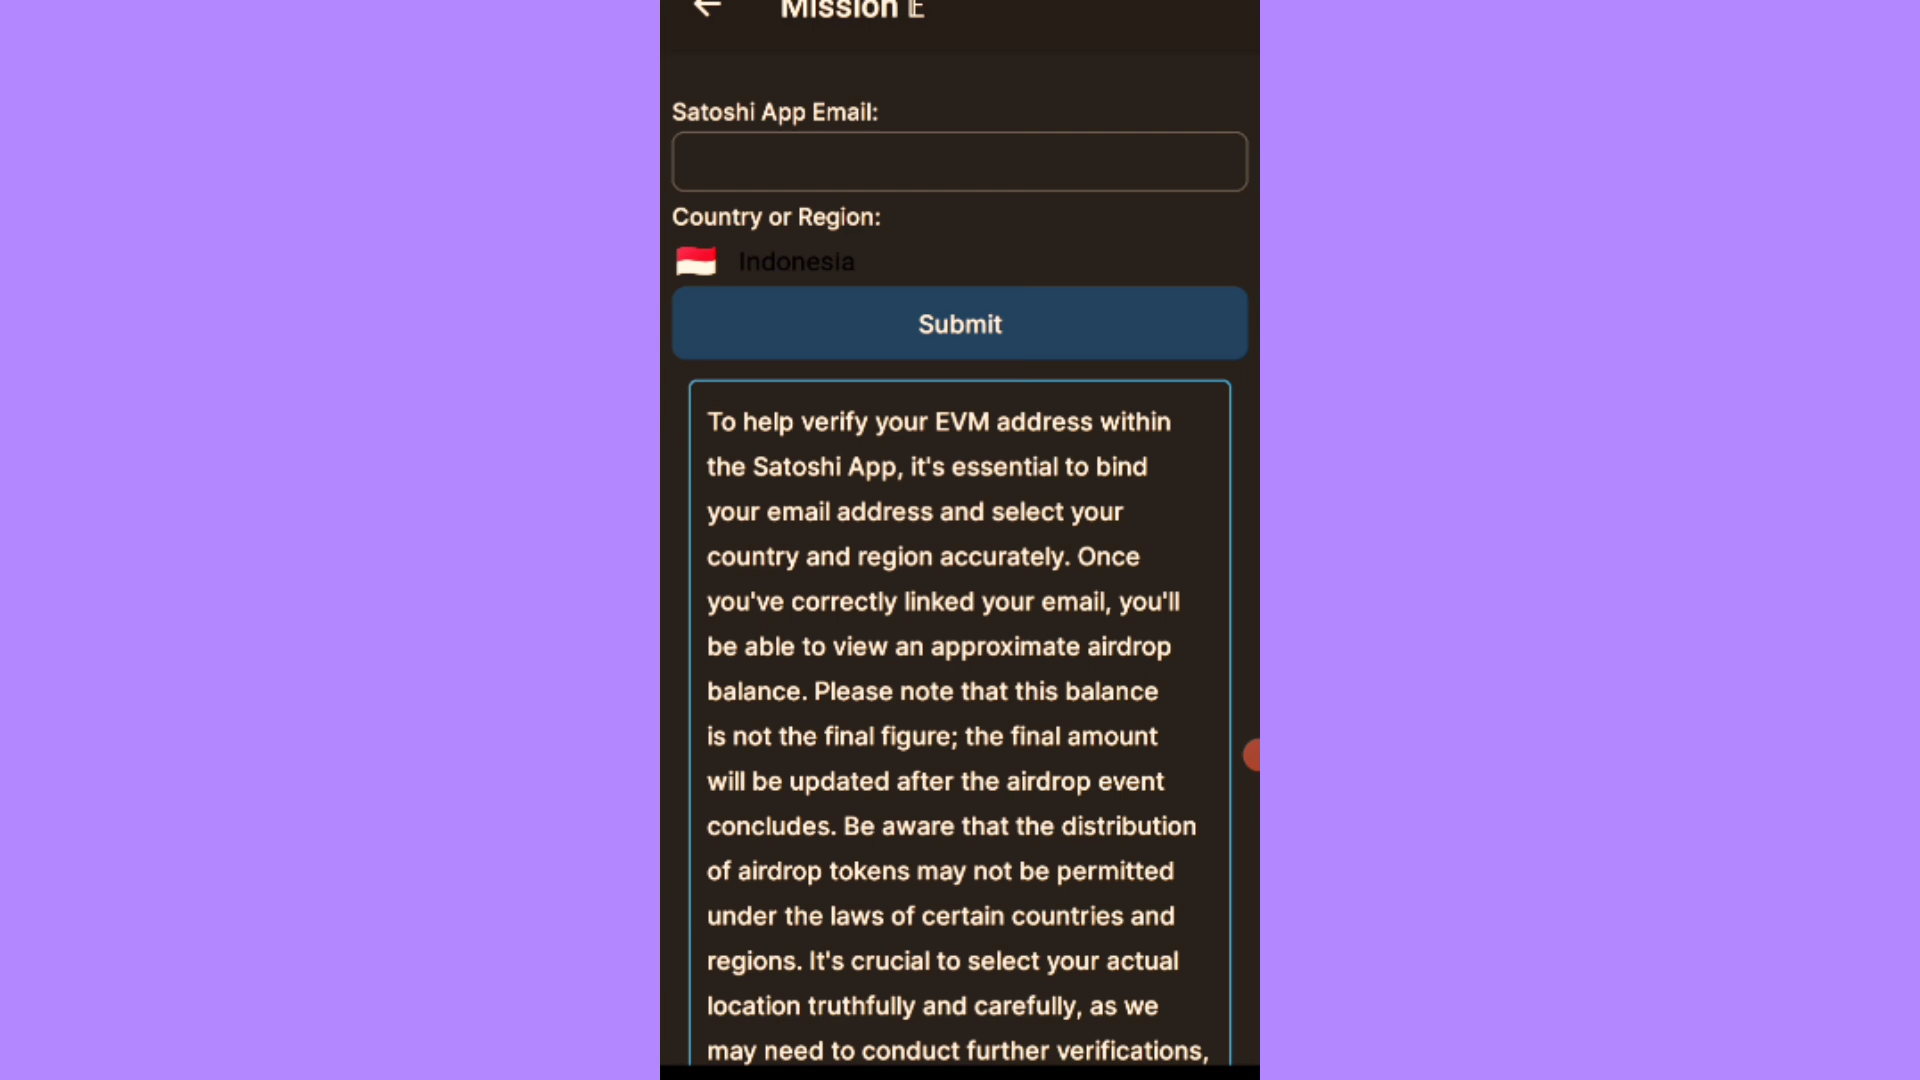 Mission E
Satoshi App Email:
Country or Region:
Indonesia
Submit
To help verify your EVM address within
the Satoshi App, it's essential to bind
your email address and select your
country and region accurately. Once
you've correctly linked your email, you'll
be able to view an approximate airdrop
balance. Please note that this balance
is not the final figure; the final amount
will be updated after the airdrop event
concludes. Be aware that the distribution
of airdrop tokens may not be permitted
under the laws of certain countries and
regions. It's crucial to select your actual
location truthfully and carefully, as we
may need to conduct further verifications,